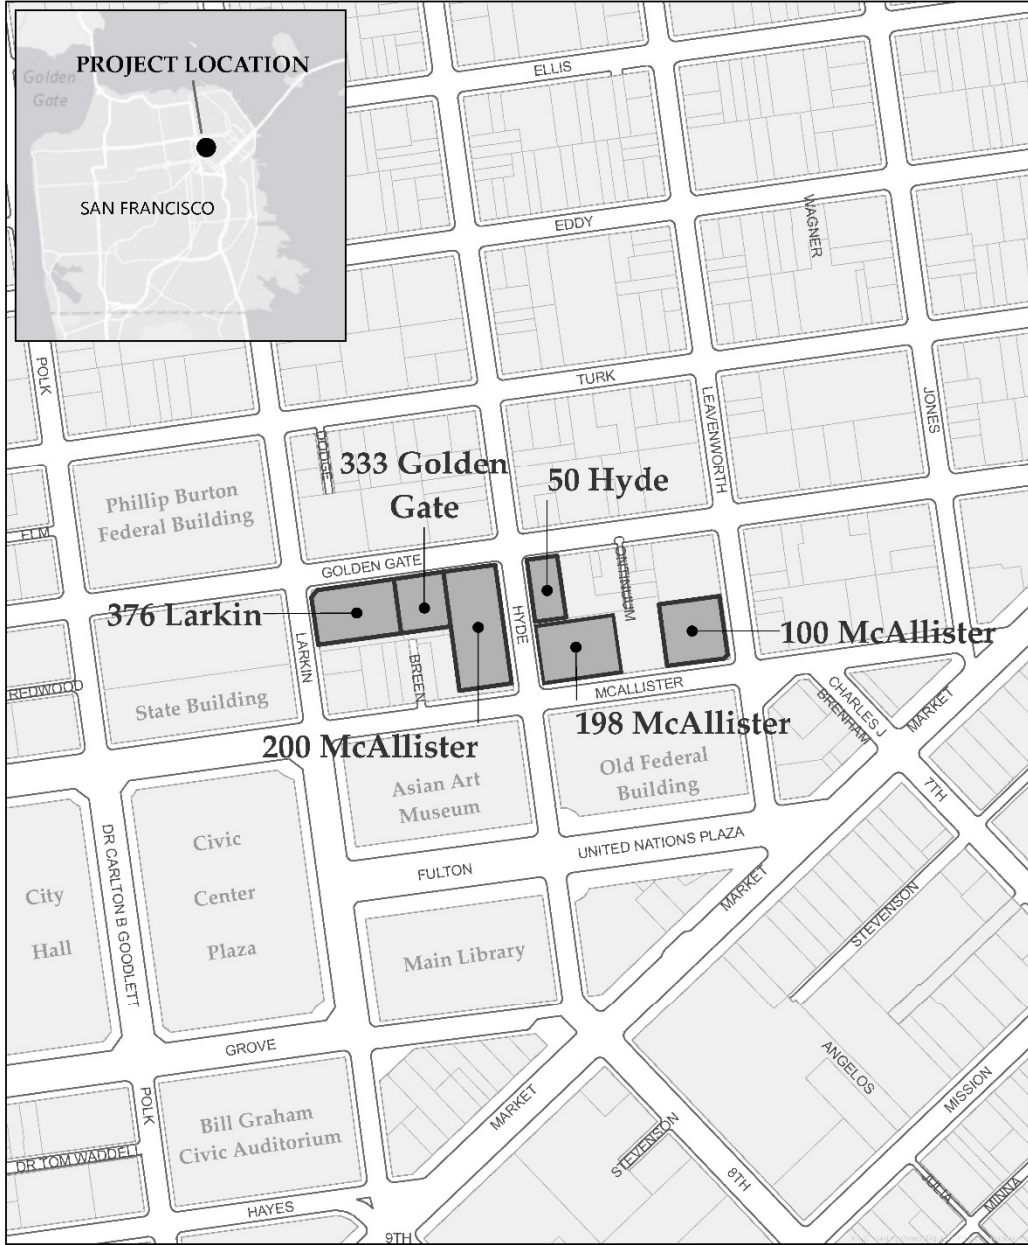 PROJECT LOCATION
Golden
Gate
SAN FRANCISCO
ELLIS
WAGNER
EDDY
POLK
TURK
LEAVENWORTH
JONES
DODGE
333 Golden
Gate
50 Hyde
Phillip Burton
Federal Building
ELM
GOLDEN GATE
CONTINUUM
376 Larkin
HYDE
100 McAllister
LARKIN
BREEN
REDWOOD
MCALLISTER
State Building
198 McAllister
CHARLES J
BRENHAM
MARKET
200 McAllister
Asian Art
Museum
Old Federal
Building
7TH
UNITED NATIONS PLAZA
DR CARLTON B GOODLETT
Civic
Center
Plaza
FULTON
City
Hall
MARKET
STEVENSON
Main Library
GROVE
ANGELOS
MISSION
POLK
Bill Graham
Civic Auditorium
MARKET
STEVENSON
DR TOM WADDELL
8TH
JULIA
MINNA
HAYES
9TH